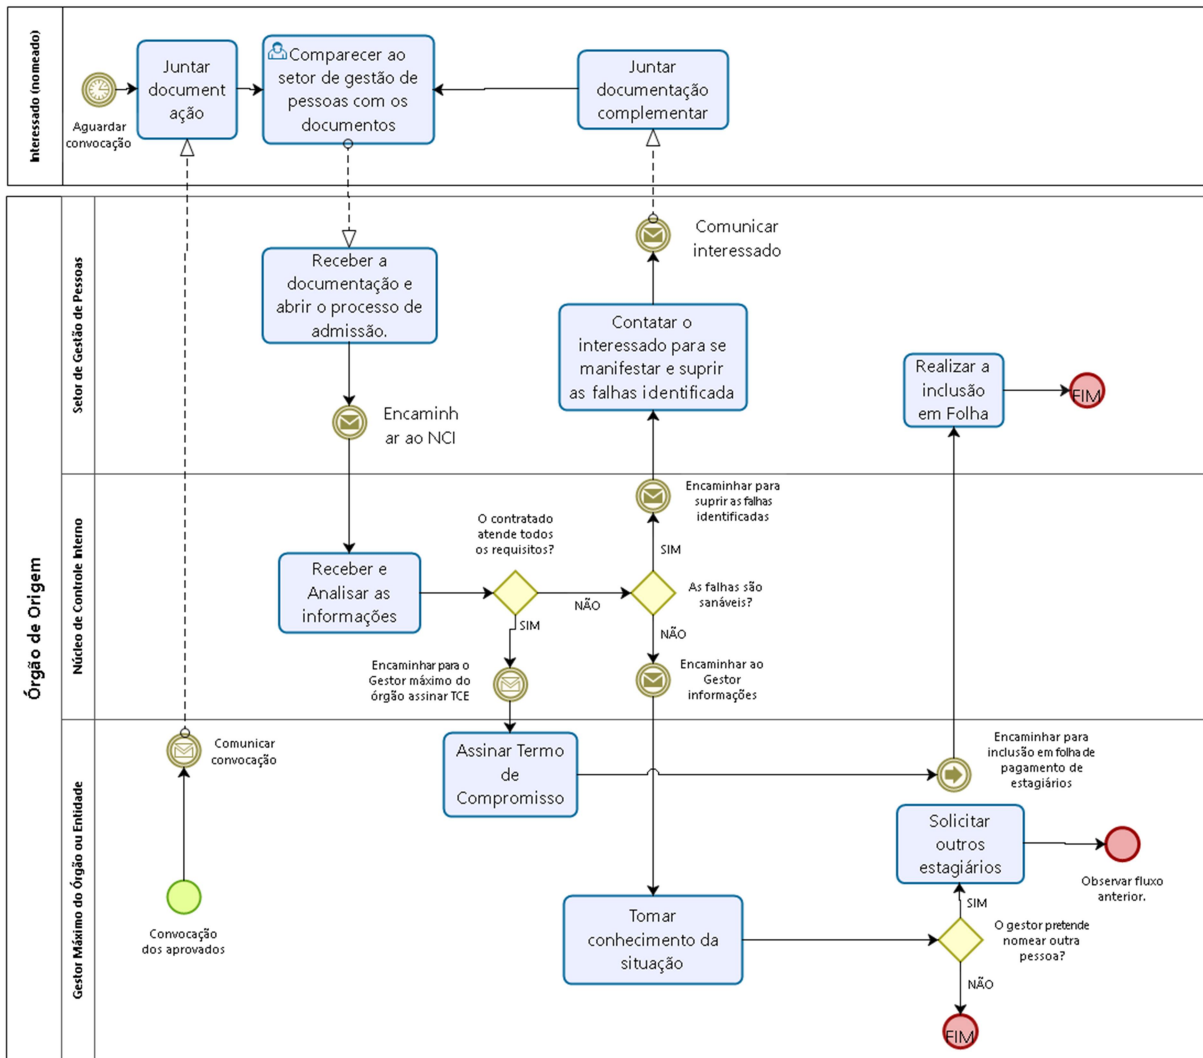 Interessado (nomeado)
Aguardar
convocação
Juntar
document
ação
Comparecer ao
setor de gestão de
pessoas com os
documentos
Juntar
documentação
complementar
Órgão de Origem
Setor de Gestão de Pessoas
Receber a
documentação e
abrir o processo de
admissão.
Encaminh
ar ao NCI
Comunicar
interessado
Contatar o
interessado para se
manifestar e suprir
as falhas identificada
Realizar a
inclusão
em Folha
FIM
Núcleo de Controle Interno
Receber e
Analisar as
informações
O contratado
atende todos
os requisitos?
NÃO
SIM
Encaminhar para
suprir as falhas
identificadas
SIM
As falhas são
sanáveis?
NÃO
Encaminhar para o
Gestor máximo do
órgão assinar TCE
Encaminhar ao
Gestor
informações
Gestor Máximo do Órgão ou Entidade
Comunicar
convocação
Convocação
dos aprovados
Assinar Termo
de
Compromisso
Encaminhar para
inclusão em folha de
pagamento de
estagiários
Solicitar
outros
estagiários
Observar fluxo
anterior.
SIM
Tomar
conhecimento da
situação
O gestor pretende
nomear outra
pessoa?
NÃO
FIM